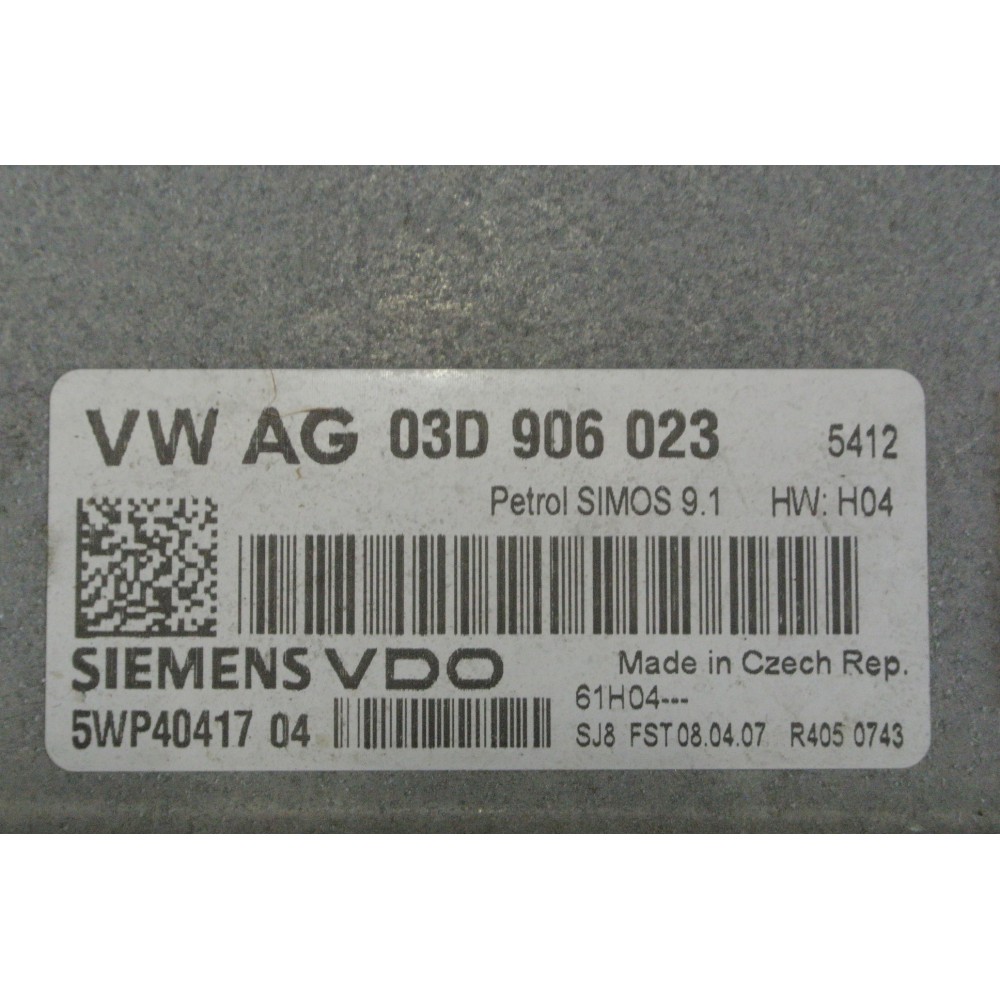 VW AG 03D 906 023 5412
Petrol SIMOS 9.1 HW: H04
SIEMENS VDO Made in Czech Rep.
61H04---
5WP40417 04 SJ8 FST 08.04.07 R405 0743